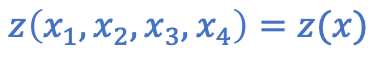 z(x₁, x₂, x₃, x₄) = z(x)